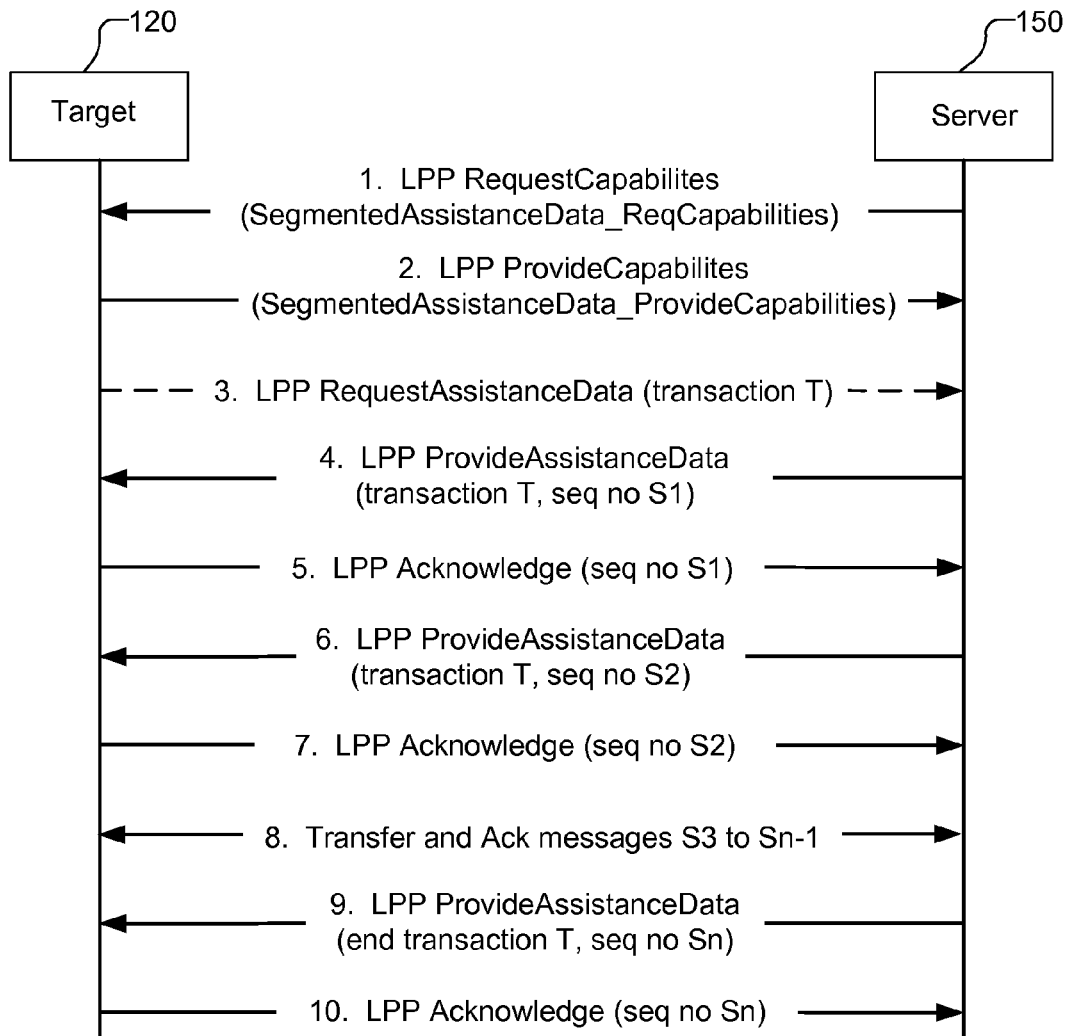 120
150
Target
Server
1. LPP RequestCapabilites
(SegmentedAssistanceData_ReqCapabilities)
2. LPP ProvideCapabilites
(SegmentedAssistanceData_ProvideCapabilities)
3. LPP RequestAssistanceData (transaction T)
4. LPP ProvideAssistanceData
(transaction T, seq no S1)
5. LPP Acknowledge (seq no S1)
6. LPP ProvideAssistanceData
(transaction T, seq no S2)
7. LPP Acknowledge (seq no S2)
8. Transfer and Ack messages S3 to Sn-1
9. LPP ProvideAssistanceData
(end transaction T, seq no Sn)
10. LPP Acknowledge (seq no Sn)